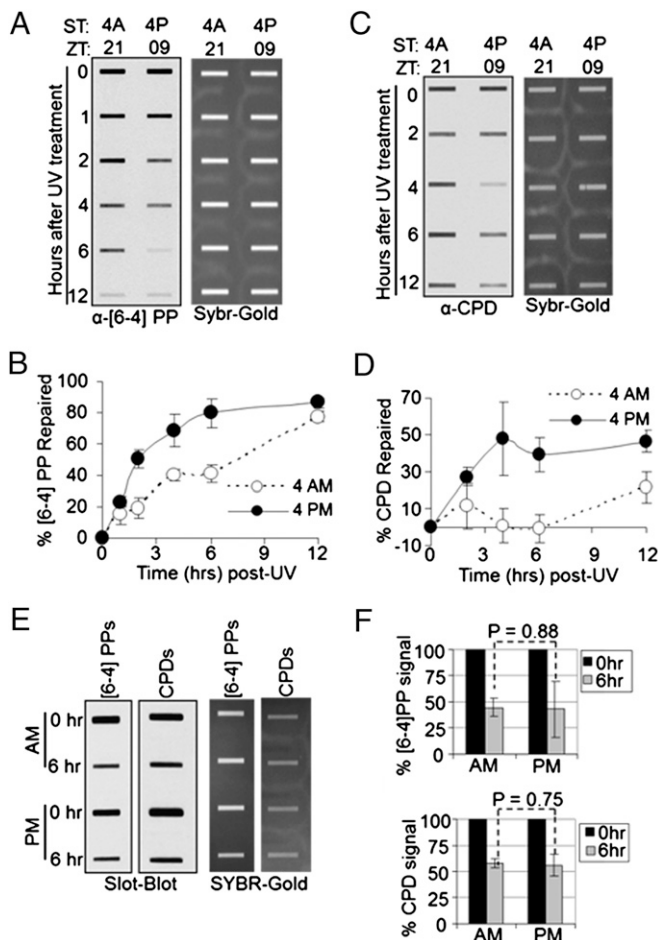 A
ST: 4A 4P 4A 4P
ZT: 21 09 21 09
Hours after UV treatment
0
1
2
4
6
12
α-[6-4] PP Sybr-Gold
C
ST: 4A 4P 4A 4P
ZT: 21 09 21 09
Hours after UV treatment
0
2
4
6
12
α-CPD Sybr-Gold
B
% [6-4] PP Repaired
100
80
60
40
20
0
4 AM
4 PM
0 3 6 9 12
Time (hrs) post-UV
D
% CPD Repaired
70
50
30
10
-10
4 AM
4 PM
0 3 6 9 12
Time (hrs) post-UV
E
[6-4] PPs CPDs [6-4] PPs CPDs
AM
0 hr
6 hr
PM
0 hr
6 hr
Slot-Blot SYBR-Gold
F
P = 0.88
% [6-4]PP signal
100
75
50
25
0
AM PM
0hr
6hr
P = 0.75
% CPD signal
100
75
50
25
0
AM PM
0hr
6hr